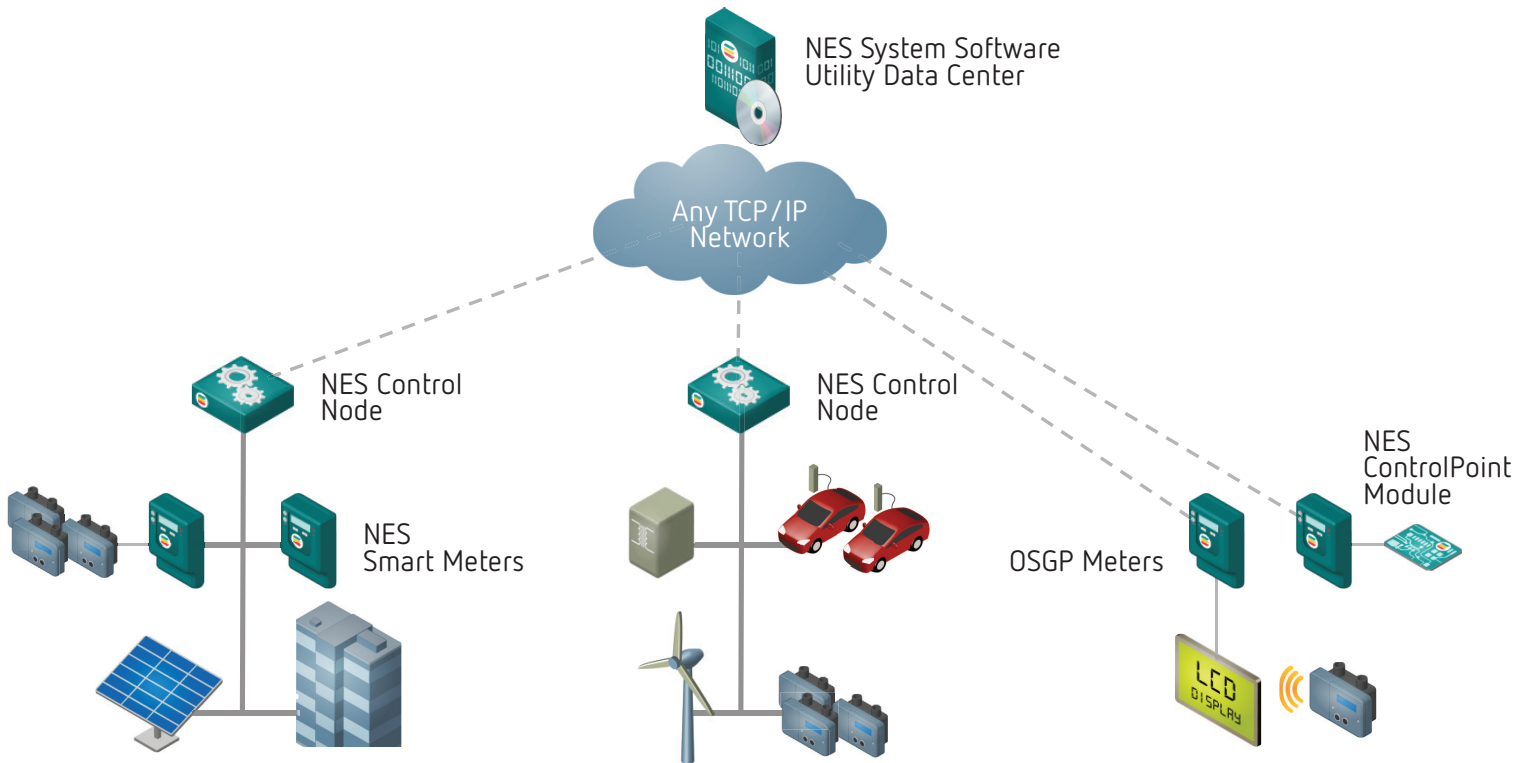 NES System Software
Utility Data Center
Any TCP/IP
Network
NES Control
Node
NES Control
Node
NES
ControlPoint
Module
NES
Smart Meters
OSGP Meters
LCD
DISPLAY